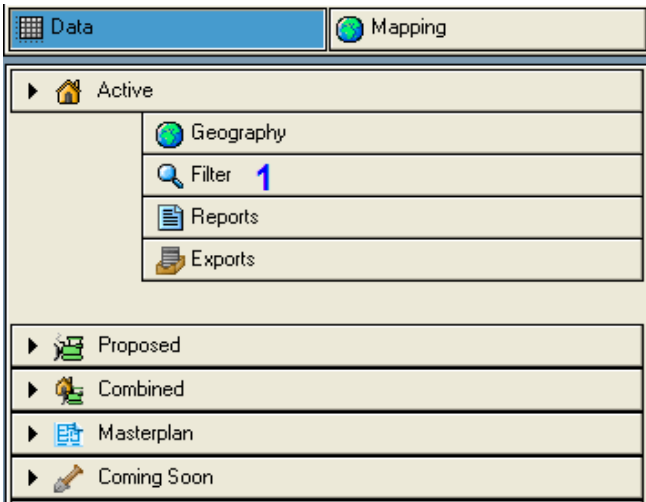 Data Mapping
Active
Geography
Filter 1
Reports
Exports
Proposed
Combined
Masterplan
Coming Soon